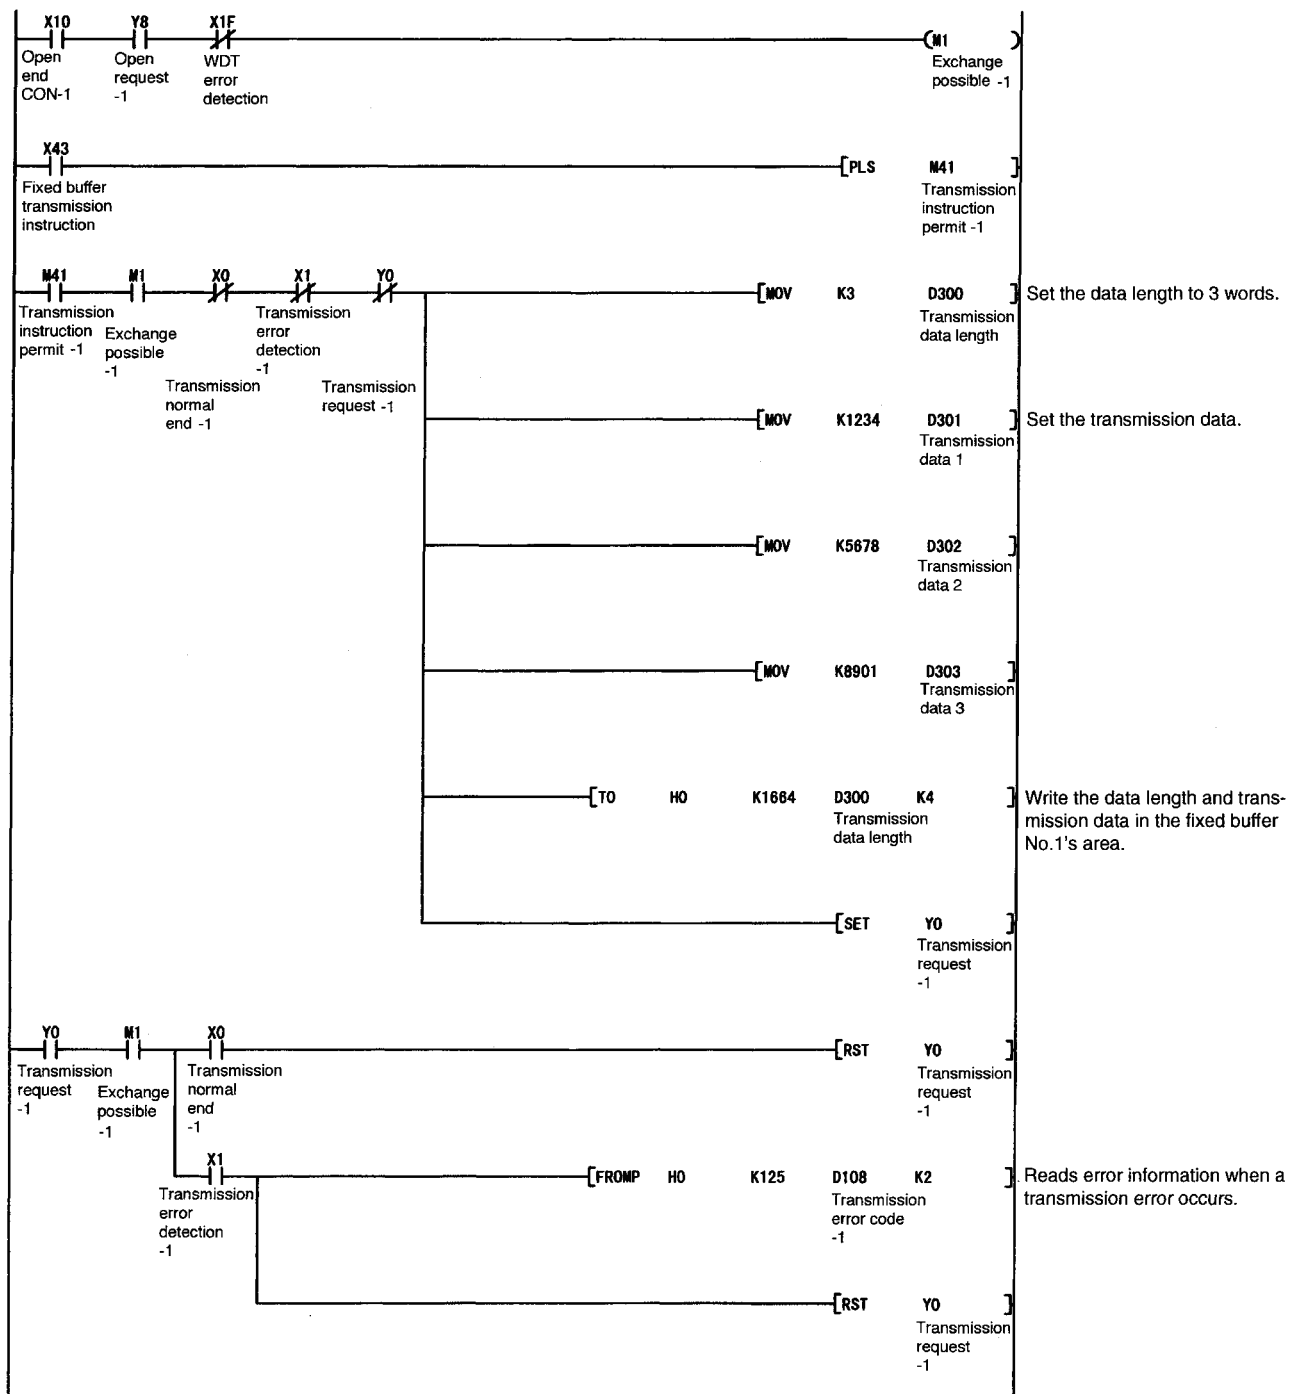 X10 Y8 X1F
(M1 )
Open end CON-1
Open request -1
WDT error detection
Exchange possible -1
X43
[PLS M41 ]
Fixed buffer transmission instruction
Transmission instruction permit -1
M41 M1 X0 X1 Y0
[MOV K3 D300 ] Set the data length to 3 words.
Transmission instruction permit -1
Exchange possible -1
Transmission normal end -1
Transmission error detection -1
Transmission request -1
Transmission data length
[MOV K1234 D301 ] Set the transmission data.
Transmission data 1
[MOV K5678 D302 ]
Transmission data 2
[MOV K8901 D303 ]
Transmission data 3
[TO H0 K1664 D300 K4 ] Write the data length and trans-
mission data in the fixed buffer
No.1's area.
Transmission data length
[SET Y0 ]
Transmission request -1
Y0 M1 X0
[RST Y0 ]
Transmission request -1
Exchange possible -1
Transmission normal end -1
Transmission request -1
X1
[FROMP H0 K125 D108 K2 ] Reads error information when a
transmission error occurs.
Transmission error detection -1
Transmission error code -1
[RST Y0 ]
Transmission request -1